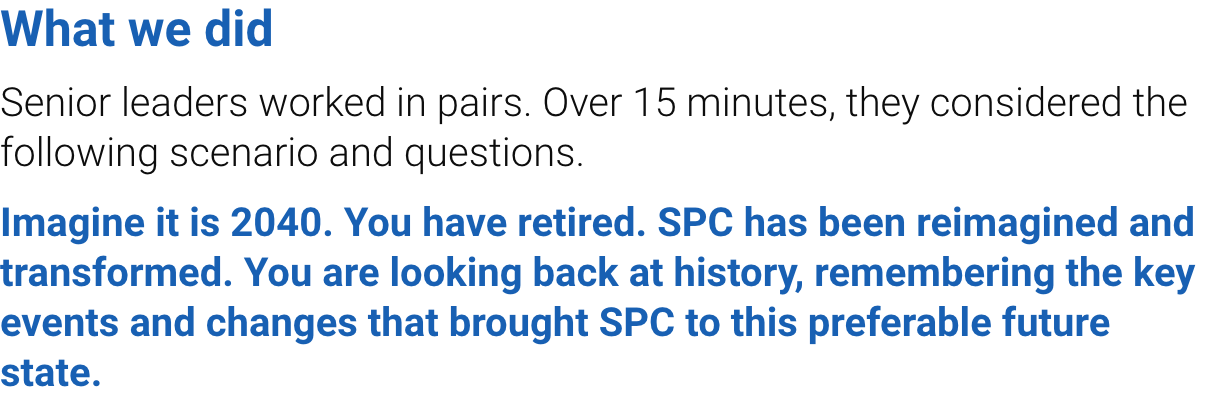 What we did
Senior leaders worked in pairs. Over 15 minutes, they considered the
following scenario and questions.
Imagine it is 2040. You have retired. SPC has been reimagined and
transformed. You are looking back at history, remembering the key
events and changes that brought SPC to this preferable future
state.